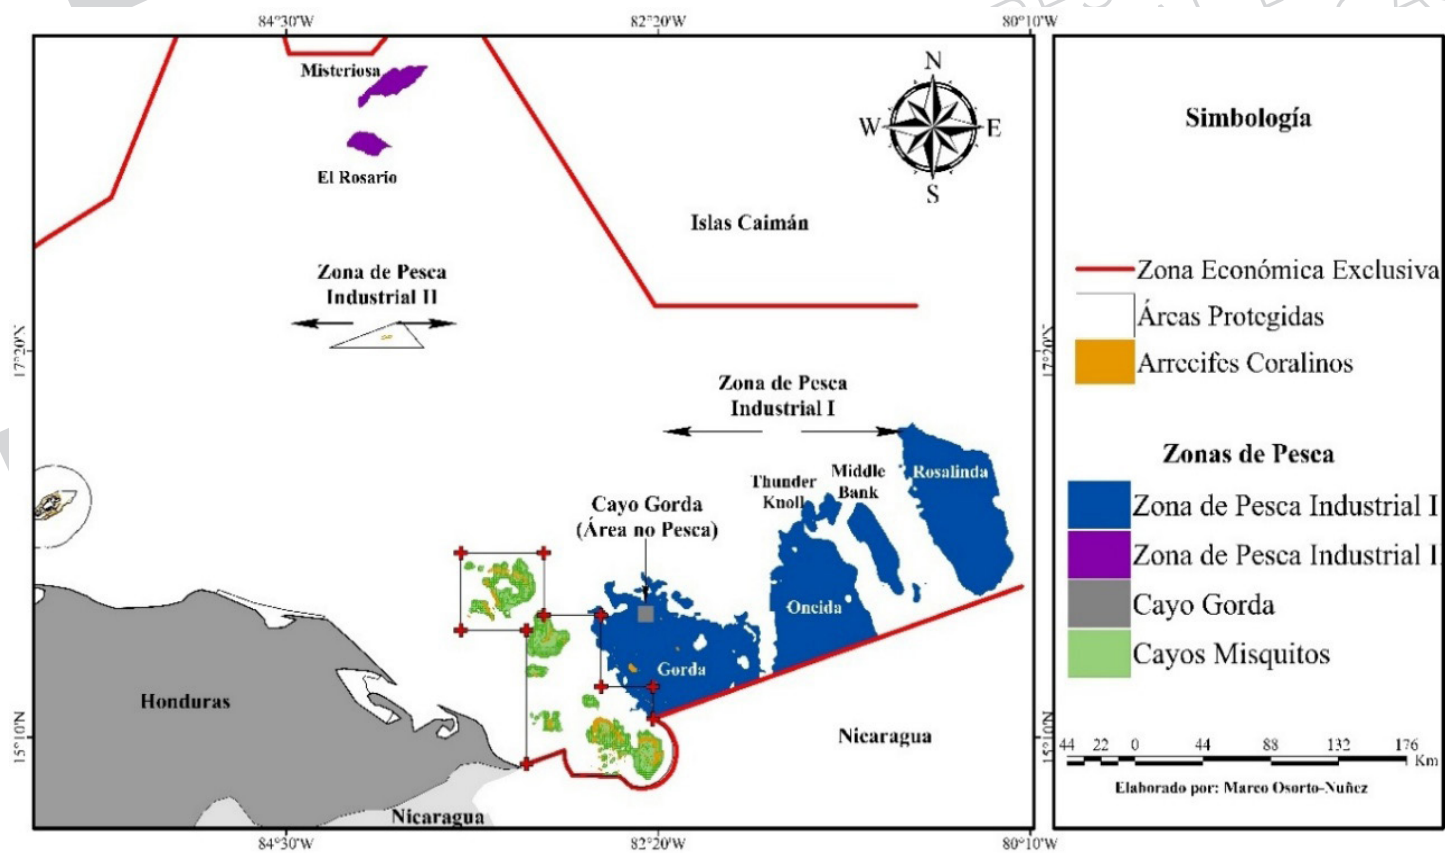 84°30'W
82°20'W
80°10'W
Misteriosa
El Rosario
N
W
E
S
Islas Caimán
Zona de Pesca
Industrial II
17°20'N
17°20'N
Zona de Pesca
Industrial I
Thunder
Knoll
Middle
Bank
Rosalinda
Cayo Gorda
(Área no Pesca)
Oneida
Gorda
Honduras
Nicaragua
Nicaragua
15°10'N
15°10'N
84°30'W
82°20'W
80°10'W
Simbología
Zona Económica Exclusiva
Áreas Protegidas
Arrecifes Coralinos
Zonas de Pesca
Zona de Pesca Industrial I
Zona de Pesca Industrial I
Cayo Gorda
Cayos Misquitos
44 22 0 44 88 132 176
Km
Elaborado por: Marco Osorto-Nuñez